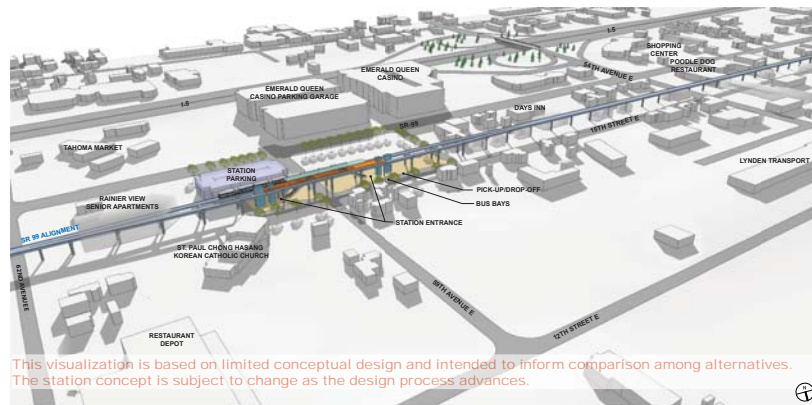 I-5
SHOPPING
CENTER
POODLE DOG
RESTAURANT
54TH AVENUE E
EMERALD QUEEN
CASINO
EMERALD QUEEN
CASINO PARKING GARAGE
I-5
DAYS INN
SR-99
15TH STREET E
TAHOMA MARKET
LYNDEN TRANSPORT
STATION
PARKING
PICK-UP/DROP-OFF
BUS BAYS
RAINIER VIEW
SENIOR APARTMENTS
STATION ENTRANCE
SR 99 ALIGNMENT
ST. PAUL CHONG HASANG
KOREAN CATHOLIC CHURCH
62ND AVENUE E
59TH AVENUE E
12TH STREET E
RESTAURANT
DEPOT
This visualization is based on limited conceptual design and intended to inform comparison among alternatives.
The station concept is subject to change as the design process advances.
N